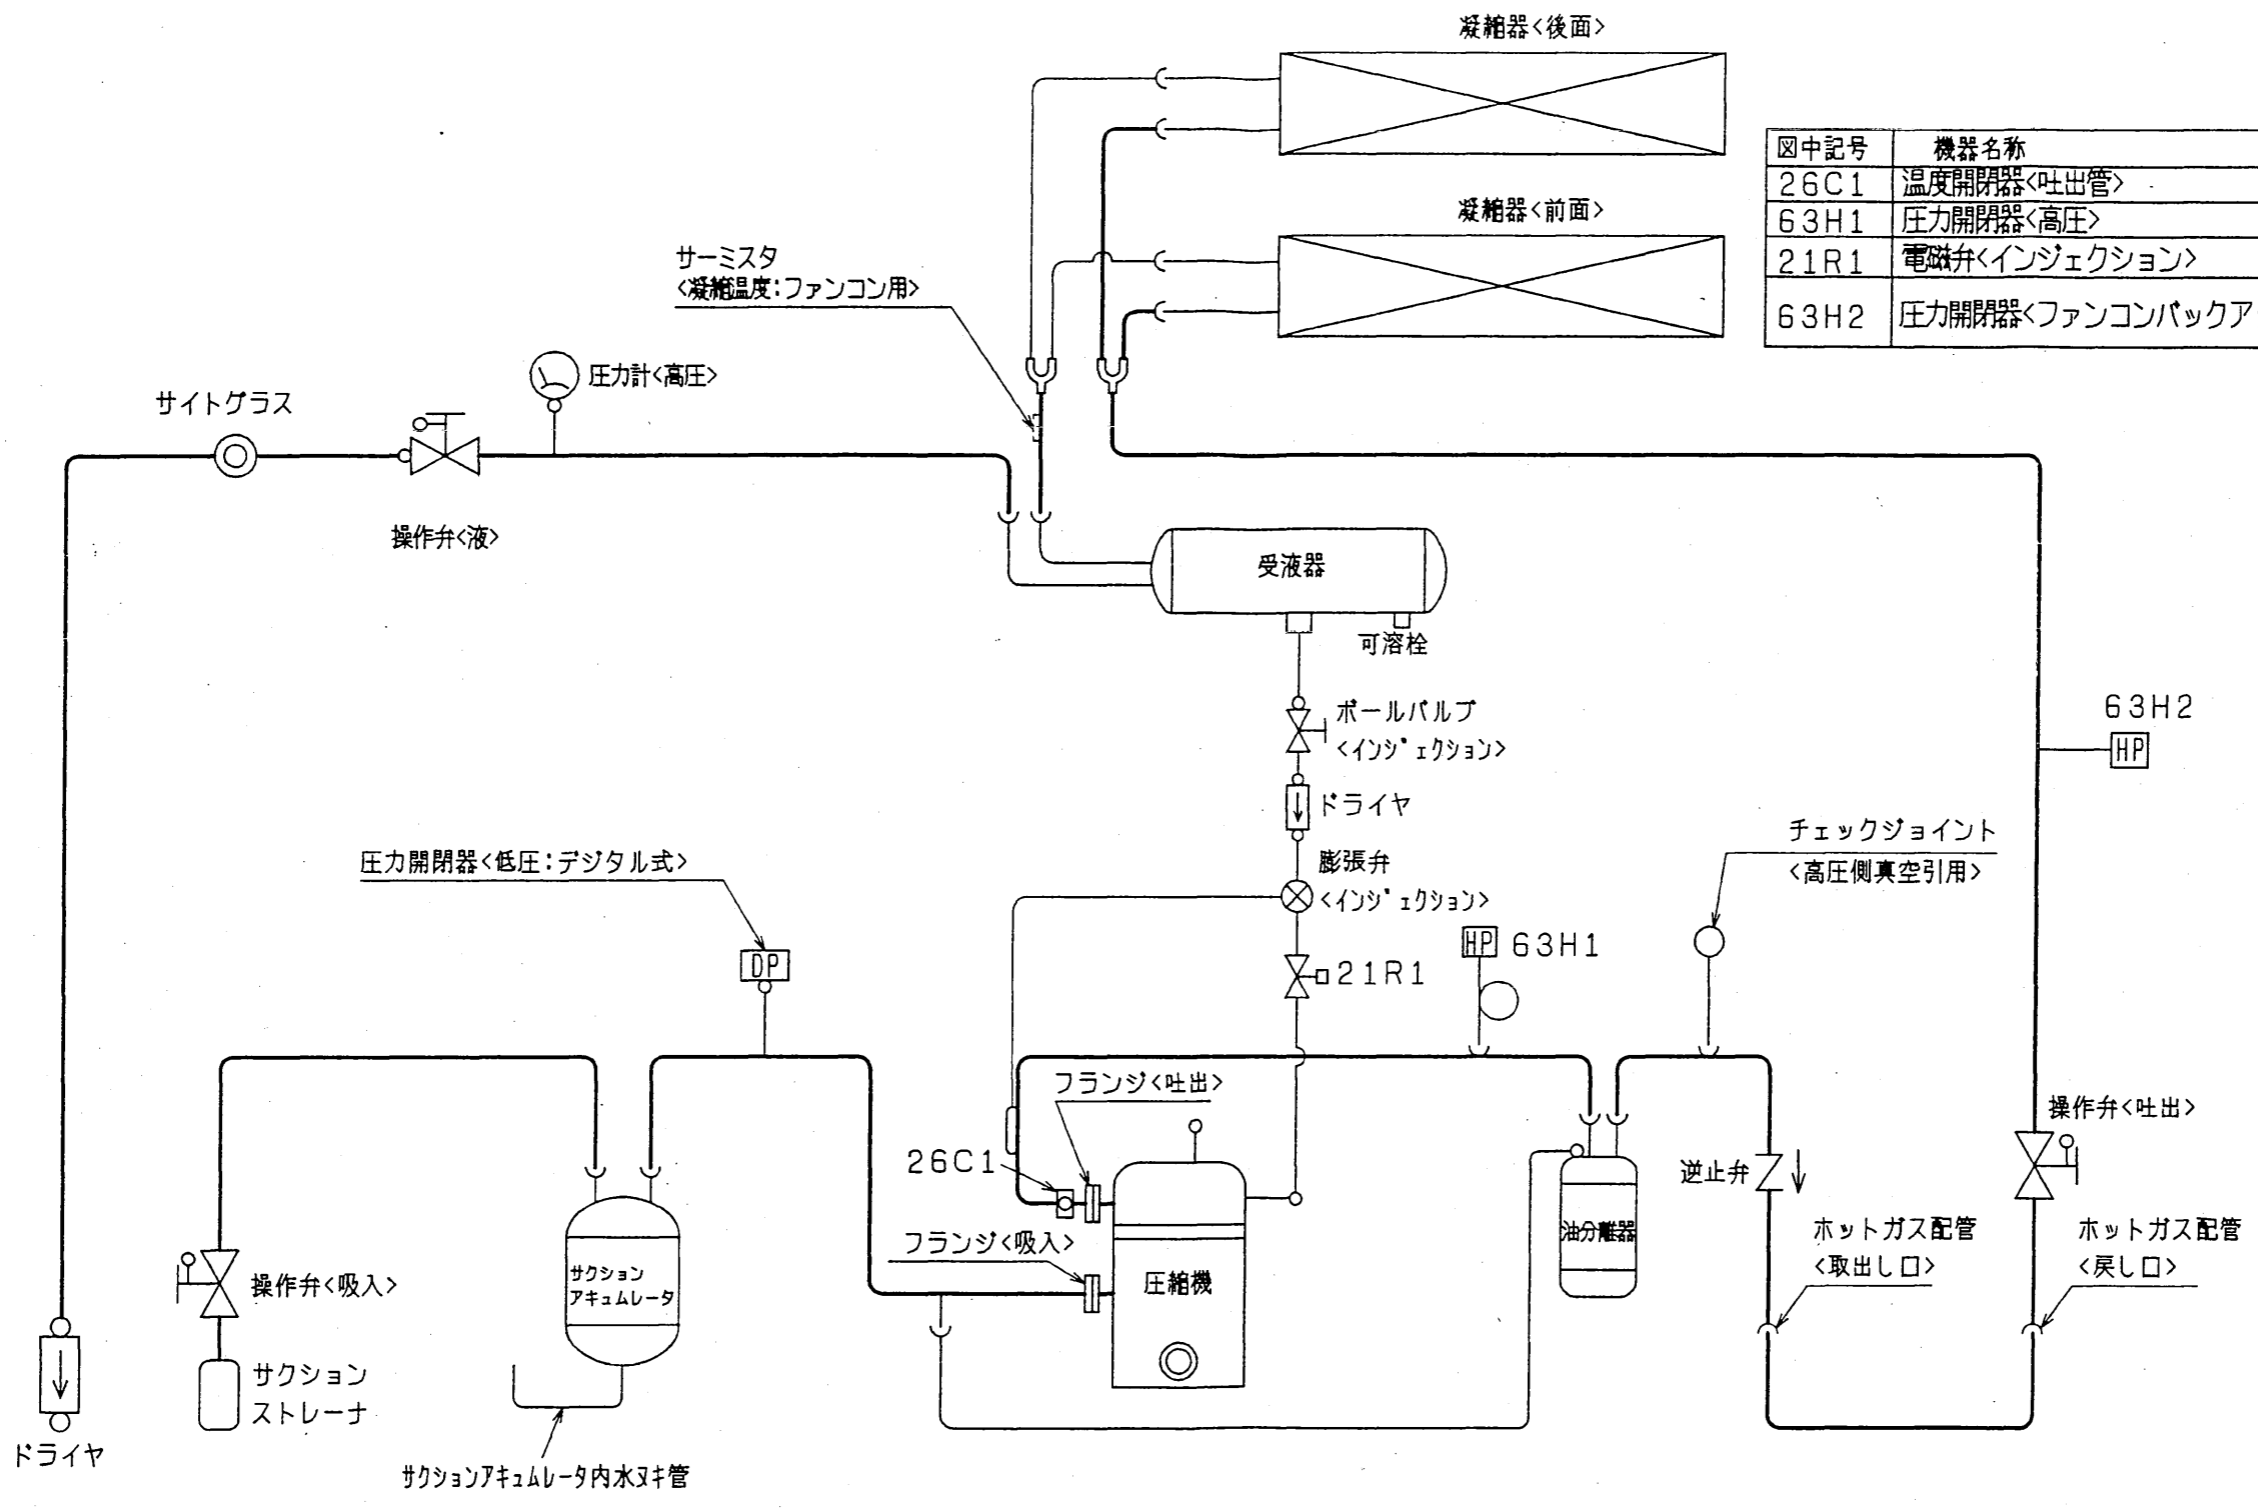 凝縮器<後面>
図中記号 機器名称
26C1 温度開閉器<吐出管>
63H1 圧力開閉器<高圧>
21R1 電磁弁<インジェクション>
63H2 圧力開閉器<ファンコンバックア
凝縮器<前面>
サーミスタ
<凝縮温度:ファンコン用>
圧力計<高圧>
サイトグラス
操作弁<液>
受液器
可溶栓
ボールバルブ
<インジェクション>
63H2
HP
ドライヤ
チェックジョイント
<高圧側真空引用>
圧力開閉器<低圧:デジタル式>
膨張弁
<インジェクション>
DP
HP 63H1
21R1
フランジ<吐出>
操作弁<吐出>
26C1
逆止弁
油分離器
フランジ<吸入>
ホットガス配管
<取出し口>
ホットガス配管
<戻し口>
操作弁<吸入>
サクション
アキュムレータ
圧縮機
サクション
ストレーナ
ドライヤ
サクションアキュムレータ内水ヌキ管